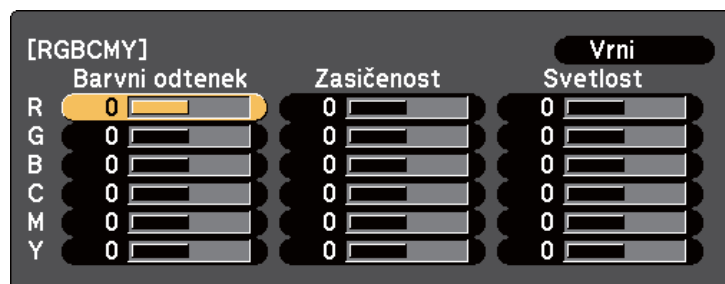 [RGBCMY] Vrni
Barvni odtenek Zasičenost Svetlost
R 0 0 0
G 0 0 0
B 0 0 0
C 0 0 0
M 0 0 0
Y 0 0 0